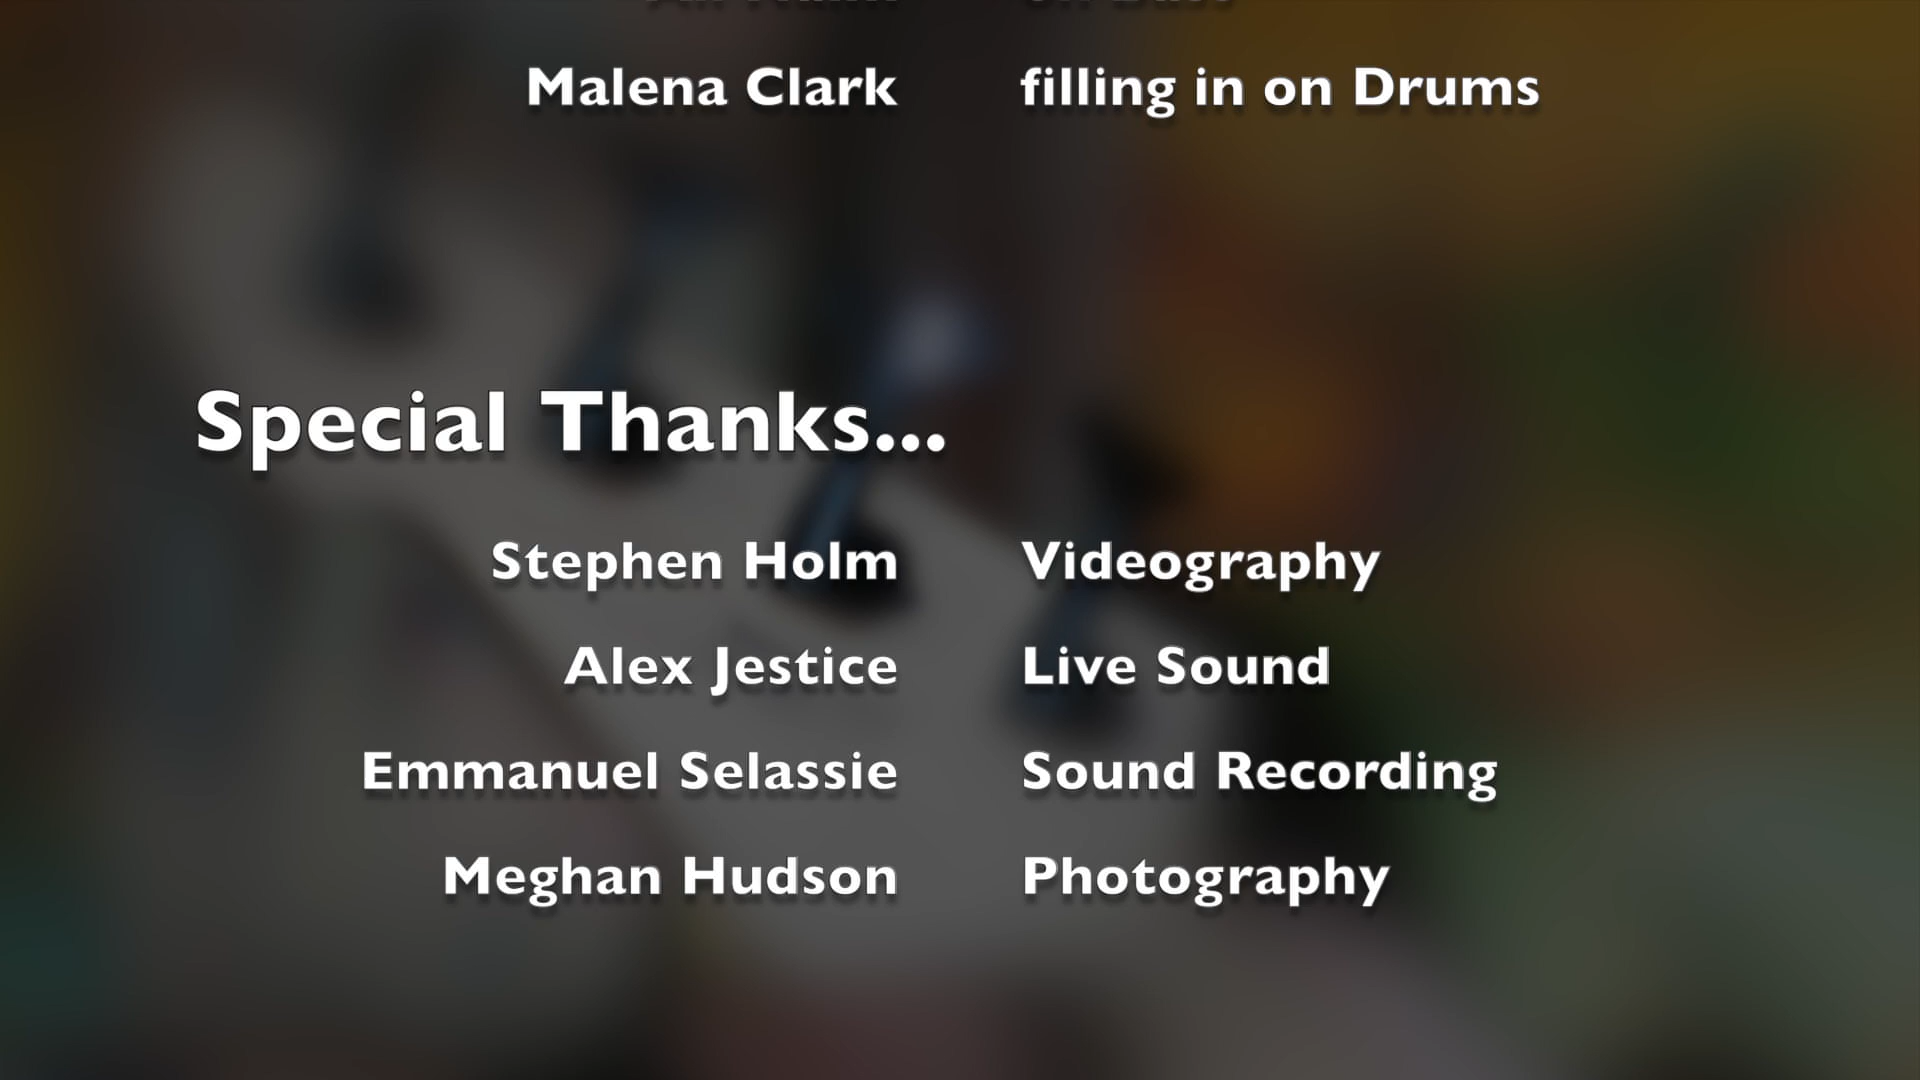 Malena Clark filling in on Drums
Special Thanks...
Stephen Holm Videography
Alex Jestice Live Sound
Emmanuel Selassie Sound Recording
Meghan Hudson Photography